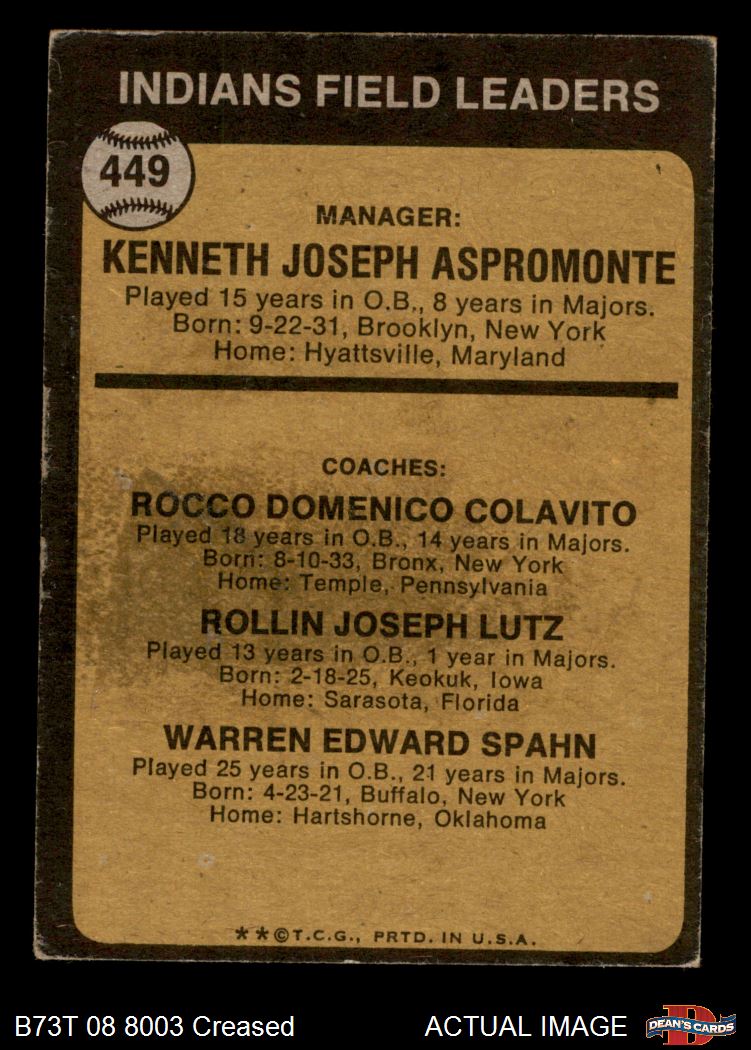 INDIANS FIELD LEADERS
449
MANAGER:
KENNETH JOSEPH ASPROMONTE
Played 15 years in O.B., 8 years in Majors.
Born: 9-22-31, Brooklyn, New York
Home: Hyattsville, Maryland
COACHES:
ROCCO DOMENICO COLAVITO
Played 18 years in O.B., 14 years in Majors.
Born: 8-10-33, Bronx, New York
Home: Temple, Pennsylvania
ROLLIN JOSEPH LUTZ
Played 13 years in O.B., 1 year in Majors.
Born: 2-18-25, Keokuk, Iowa
Home: Sarasota, Florida
WARREN EDWARD SPAHN
Played 25 years in O.B., 21 years in Majors.
Born: 4-23-21, Buffalo, New York
Home: Hartshorne, Oklahoma
**©T.C.G., PRTD. IN U.S.A.
B73T 08 8003 Creased ACTUAL IMAGE D DEAN'S CARDS